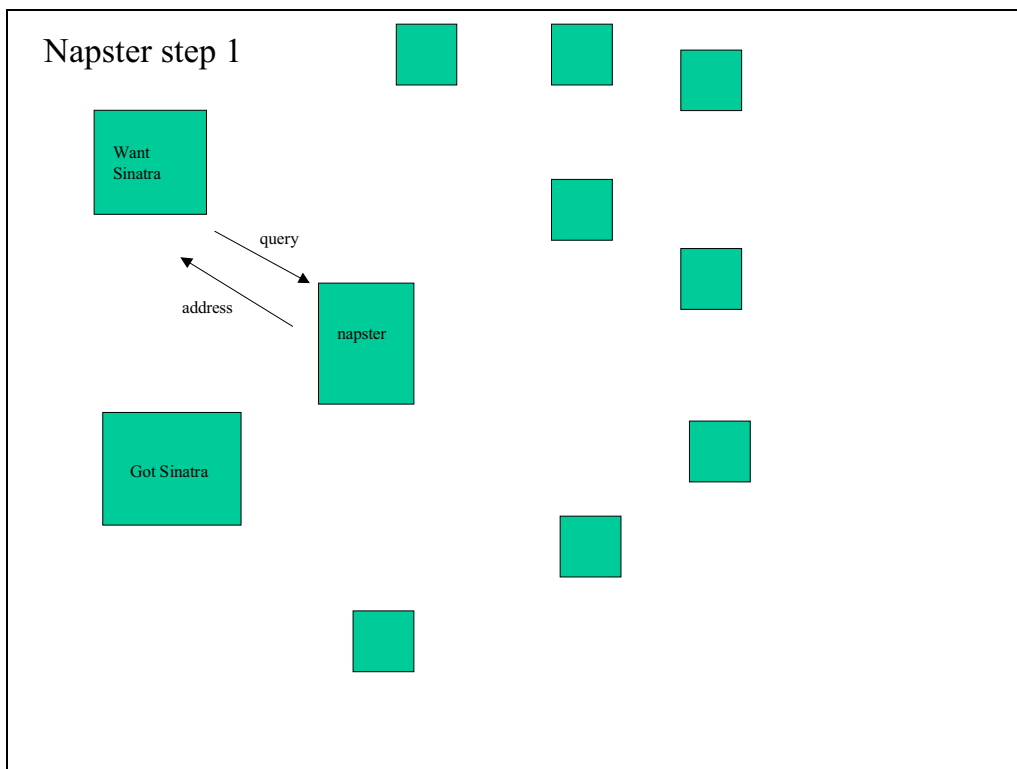 Napster step 1
Want
Sinatra
query
address
napster
Got Sinatra